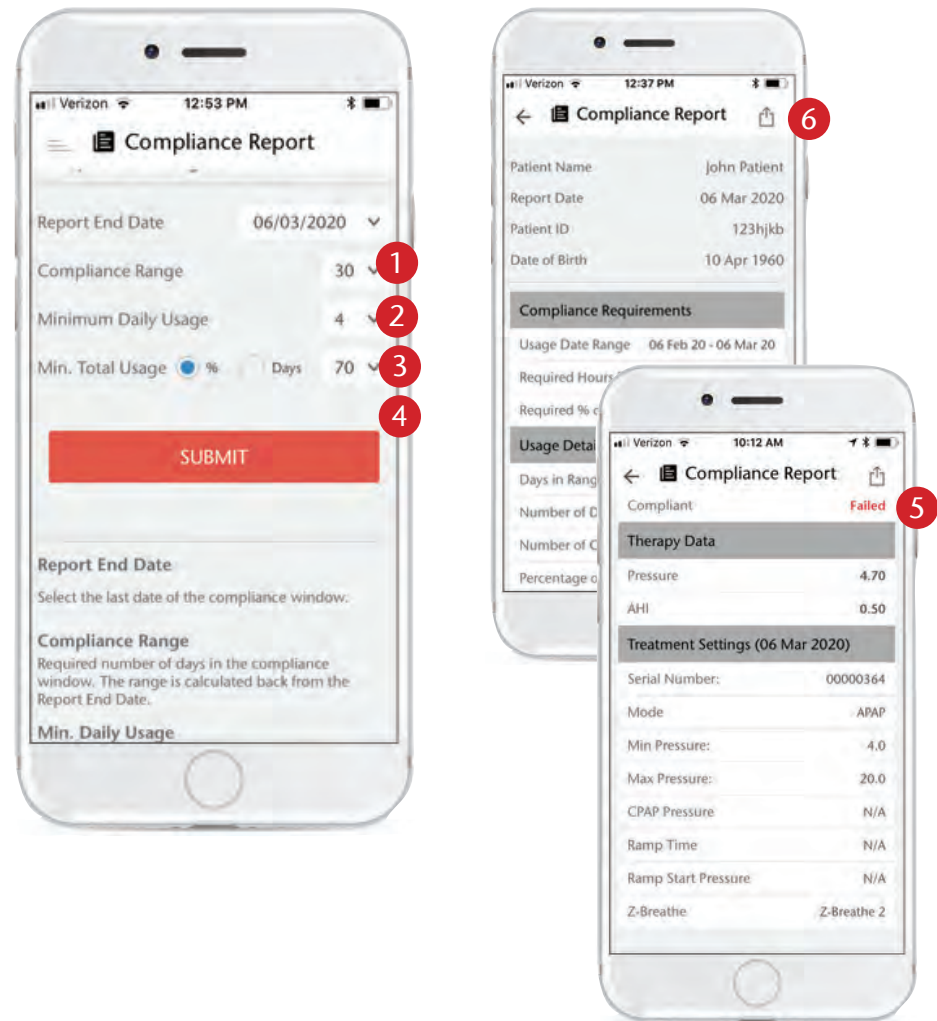 Verizon 12:53 PM
Compliance Report
Report End Date 06/03/2020
Compliance Range 30 1
Minimum Daily Usage 4 2
Min. Total Usage % Days 70 3
4
SUBMIT
Report End Date
Select the last date of the compliance window.
Compliance Range
Required number of days in the compliance
window. The range is calculated back from the
Report End Date.
Min. Daily Usage
Verizon 12:37 PM
Compliance Report 6
Patient Name John Patient
Report Date 06 Mar 2020
Patient ID 123hjkb
Date of Birth 10 Apr 1960
Compliance Requirements
Usage Date Range 06 Feb 20 - 06 Mar 20
Required Hours
Required %
Usage
Days in
Number of
Number of
Percentage
Verizon 10:12 AM
Compliance Report
Compliant Failed 5
Therapy Data
Pressure 4.70
AHI 0.50
Treatment Settings (06 Mar 2020)
Serial Number: 00000364
Mode APAP
Min Pressure: 4.0
Max Pressure: 20.0
CPAP Pressure N/A
Ramp Time N/A
Ramp Start Pressure N/A
Z-Breathe Z-Breathe 2